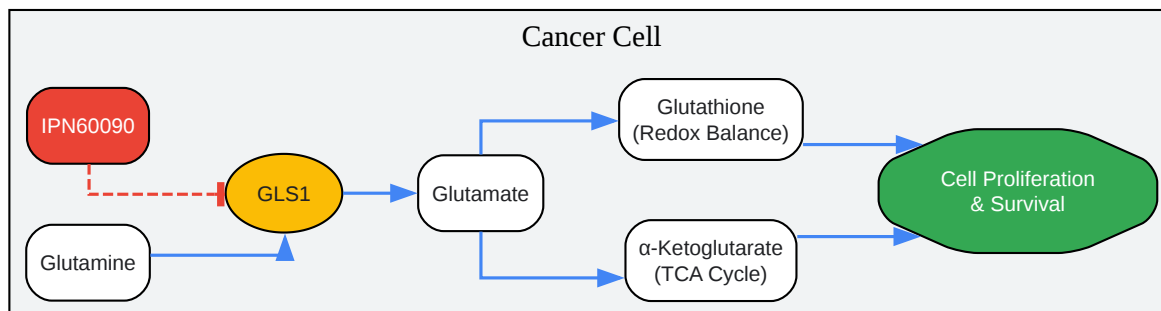 Cancer Cell
IPN60090
GLS1
Glutamine
Glutamate
Glutathione
(Redox Balance)
α-Ketoglutarate
(TCA Cycle)
Cell Proliferation
& Survival